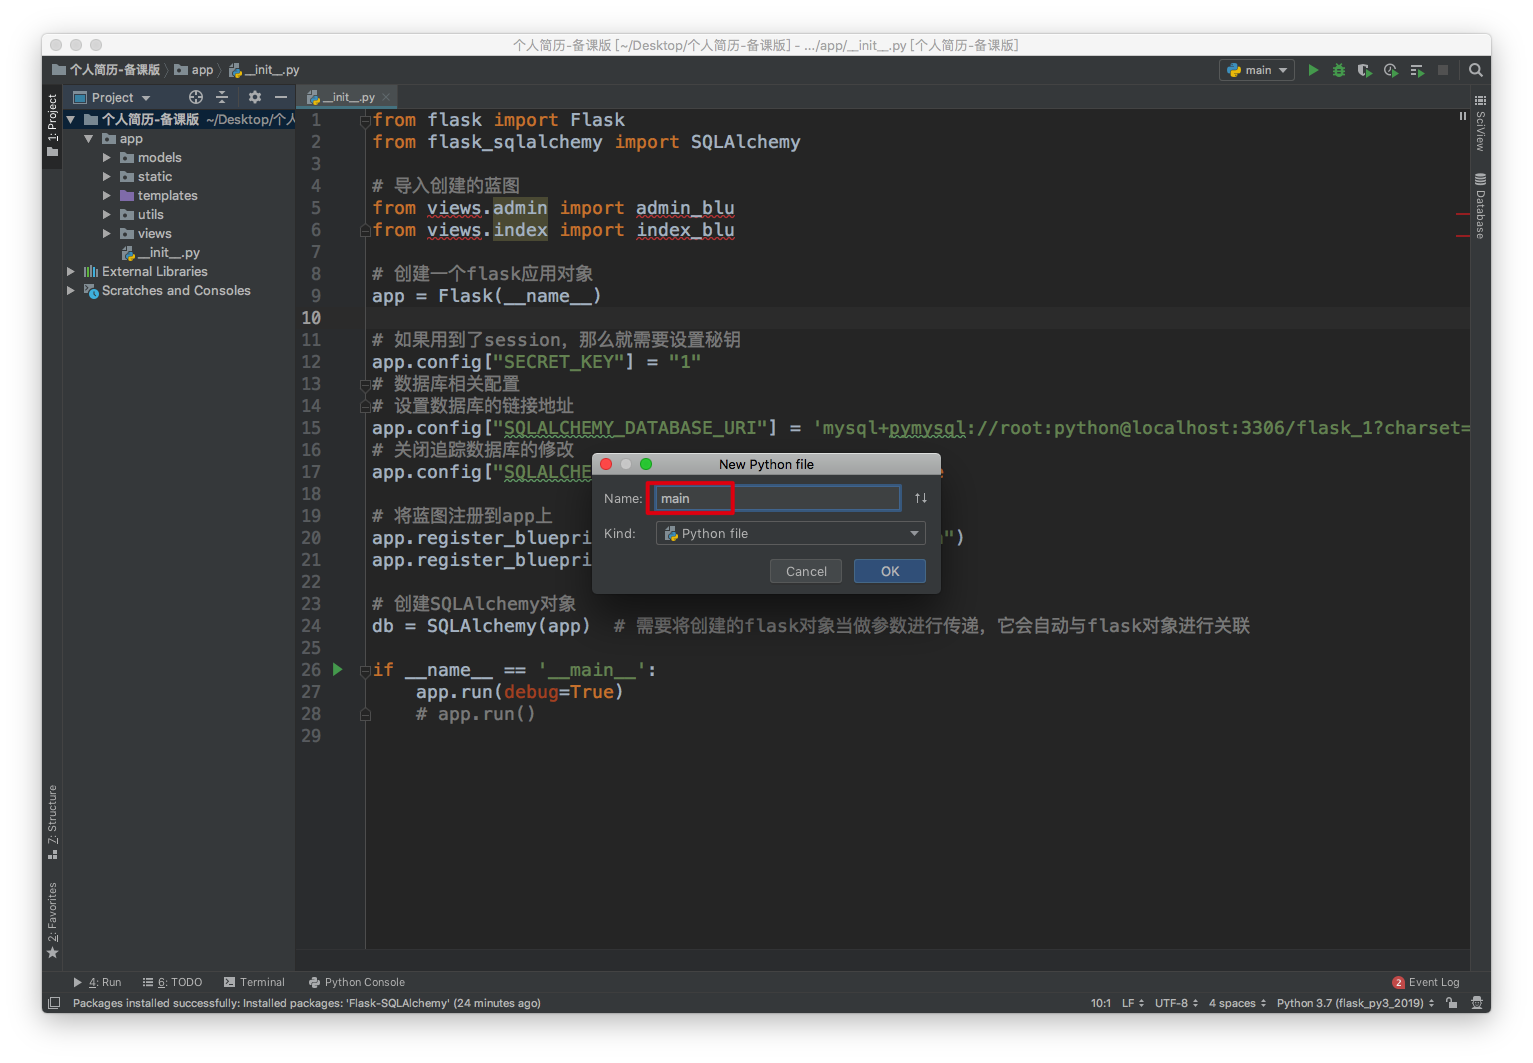 个人简历-备课版 [~/Desktop/个人简历-备课版] - .../app/__init__.py [个人简历-备课版]
个人简历-备课版 app __init__.py
main
Project
__init__.py
1: Project
个人简历-备课版 ~/Desktop/个人
app
models
static
templates
utils
views
__init__.py
External Libraries
Scratches and Consoles
1 from flask import Flask
2 from flask_sqlalchemy import SQLAlchemy
3
4 # 导入创建的蓝图
5 from views.admin import admin_blu
6 from views.index import index_blu
7
8 # 创建一个flask应用对象
9 app = Flask(__name__)
10
11 # 如果用到了session，那么就需要设置秘钥
12 app.config["SECRET_KEY"] = "1"
13 # 数据库相关配置
14 # 设置数据库的链接地址
15 app.config["SQLALCHEMY_DATABASE_URI"] = 'mysql+pymysql://root:python@localhost:3306/flask_1?charset=
16 # 关闭追踪数据库的修改
17 app.config["SQLALCHE
18
19 # 将蓝图注册到app上
20 app.register_bluepri ")
21 app.register_bluepri
22
23 # 创建SQLAlchemy对象
24 db = SQLAlchemy(app)  # 需要将创建的flask对象当做参数进行传递，它会自动与flask对象进行关联
25
26 if __name__ == '__main__':
27     app.run(debug=True)
28     # app.run()
29
New Python file
Name: main
Kind: Python file
Cancel OK
SciView
Database
Z: Structure
2: Favorites
4: Run 6: TODO Terminal Python Console
2 Event Log
Packages installed successfully: Installed packages: 'Flask-SQLAlchemy' (24 minutes ago)
10:1 LF UTF-8 4 spaces Python 3.7 (flask_py3_2019)